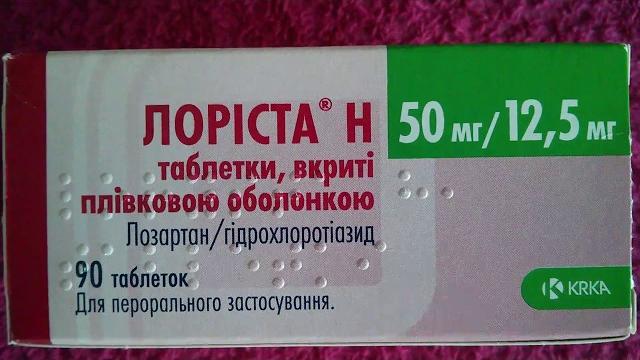 ЛОРІСТА® Н
50 мг/12,5 мг
таблетки, вкриті
плівковою оболонкою
Лозартан/гідрохлоротіазид
90 таблеток
Для перорального застосування.
KRKA